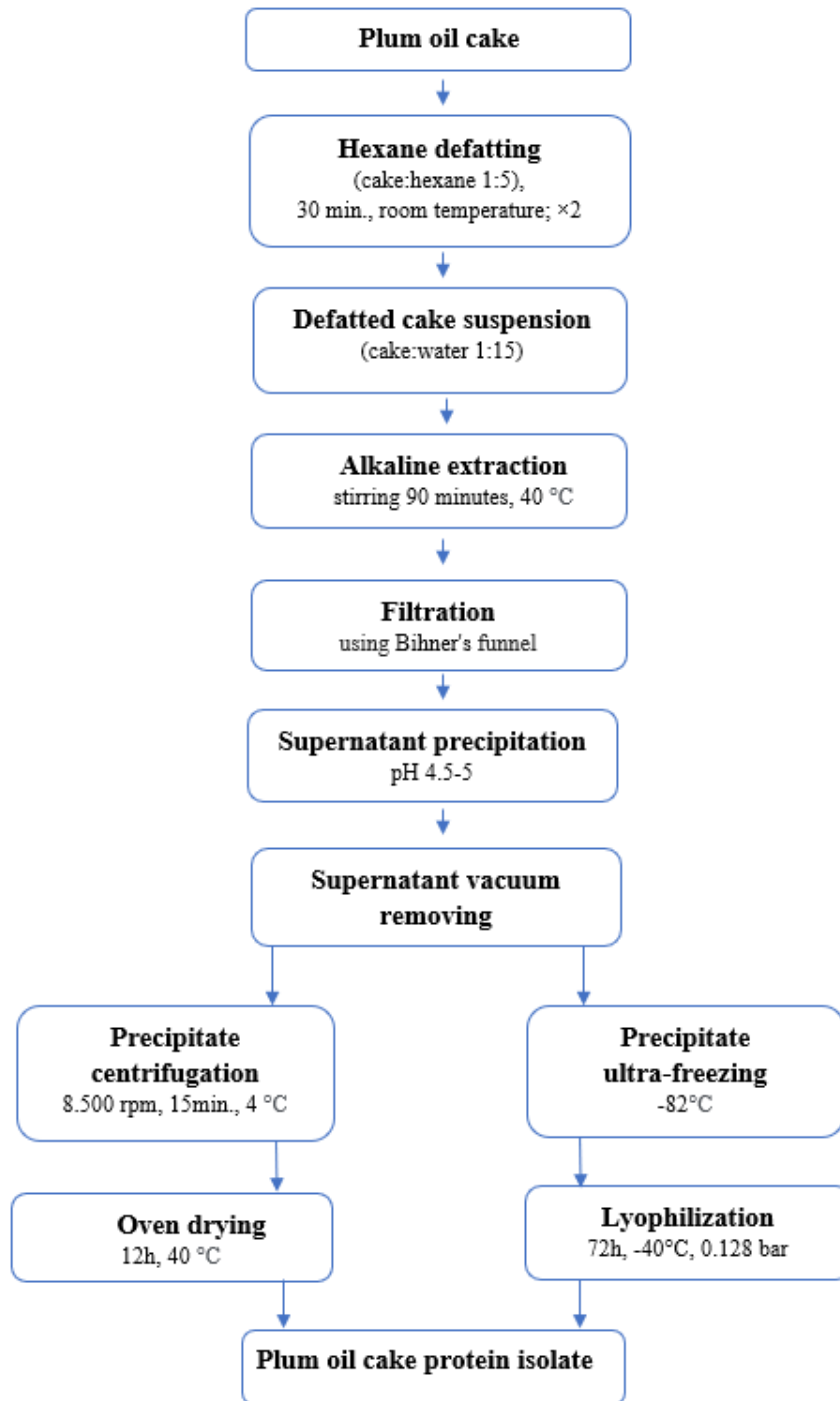 Plum oil cake
Hexane defatting
(cake:hexane 1:5),
30 min., room temperature; ×2
Defatted cake suspension
(cake:water 1:15)
Alkaline extraction
stirring 90 minutes, 40 °C
Filtration
using Bihner's funnel
Supernatant precipitation
pH 4.5-5
Supernatant vacuum
removing
Precipitate
centrifugation
8.500 rpm, 15min., 4 °C
Precipitate
ultra-freezing
-82°C
Oven drying
12h, 40 °C
Lyophilization
72h, -40°C, 0.128 bar
Plum oil cake protein isolate